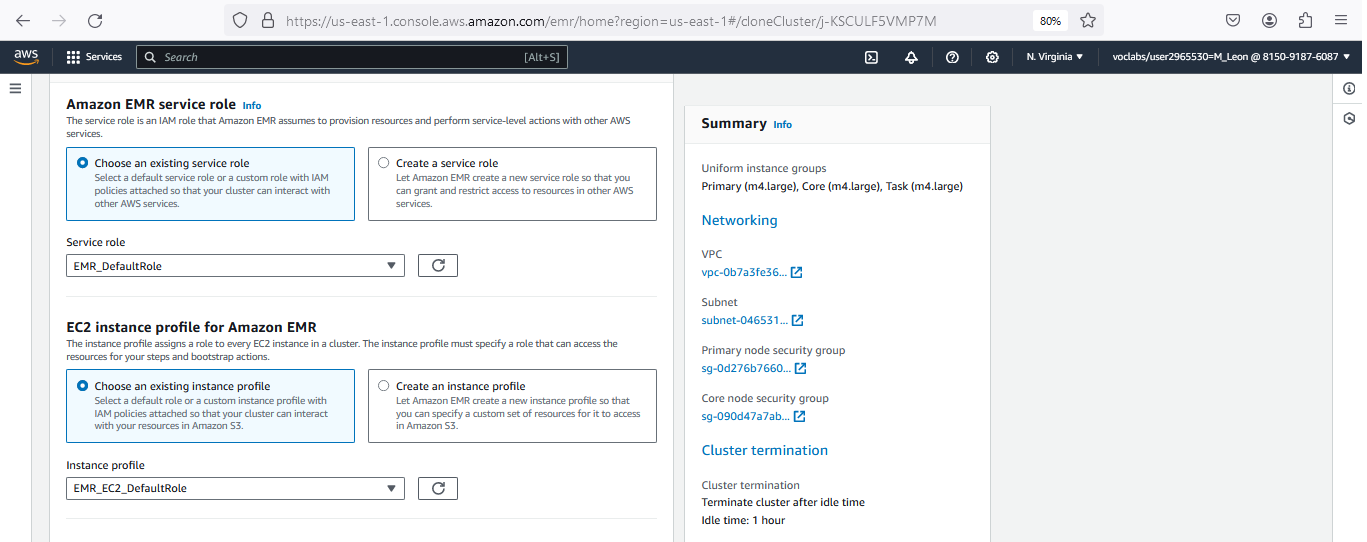 https://us-east-1.console.aws.amazon.com/emr/home?region=us-east-1#/cloneCluster/j-KSCULF5VMP7M
80%
aws
Services
Search
[Alt+S]
N. Virginia
voclabs/user2965530=M_Leon @ 8150-9187-6087
Amazon EMR service role Info
The service role is an IAM role that Amazon EMR assumes to provision resources and perform service-level actions with other AWS
services.
Choose an existing service role
Select a default service role or a custom role with IAM
policies attached so that your cluster can interact with
other AWS services.
Create a service role
Let Amazon EMR create a new service role so that you
can grant and restrict access to resources in other AWS
services.
Service role
EMR_DefaultRole
EC2 instance profile for Amazon EMR
The instance profile assigns a role to every EC2 instance in a cluster. The instance profile must specify a role that can access the
resources for your steps and bootstrap actions.
Choose an existing instance profile
Select a default role or a custom instance profile with
IAM policies attached so that your cluster can interact
with your resources in Amazon S3.
Create an instance profile
Let Amazon EMR create a new instance profile so that
you can specify a custom set of resources for it to access
in Amazon S3.
Instance profile
EMR_EC2_DefaultRole
Summary Info
Uniform instance groups
Primary (m4.large), Core (m4.large), Task (m4.large)
Networking
VPC
vpc-0b7a3fe36...
Subnet
subnet-046531...
Primary node security group
sg-0d276b7660...
Core node security group
sg-090d47a7ab...
Cluster termination
Cluster termination
Terminate cluster after idle time
Idle time: 1 hour